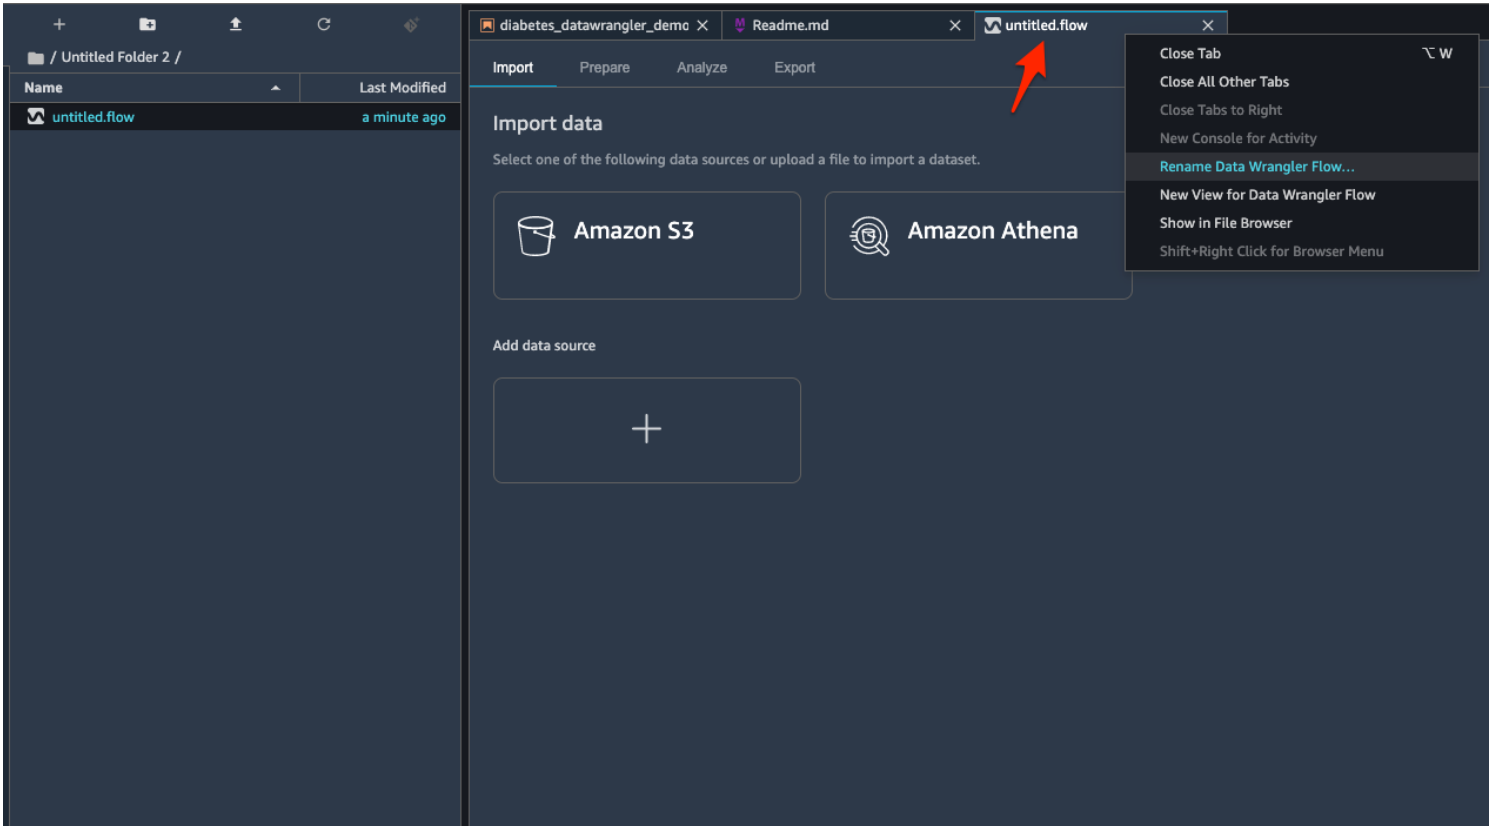 / Untitled Folder 2 /
Name Last Modified
untitled.flow a minute ago
diabetes_datawrangler_demo Readme.md untitled.flow
Import Prepare Analyze Export
Import data
Select one of the following data sources or upload a file to import a dataset.
Amazon S3 Amazon Athena
Add data source
Close Tab ⌥ W
Close All Other Tabs
Close Tabs to Right
New Console for Activity
Rename Data Wrangler Flow...
New View for Data Wrangler Flow
Show in File Browser
Shift+Right Click for Browser Menu